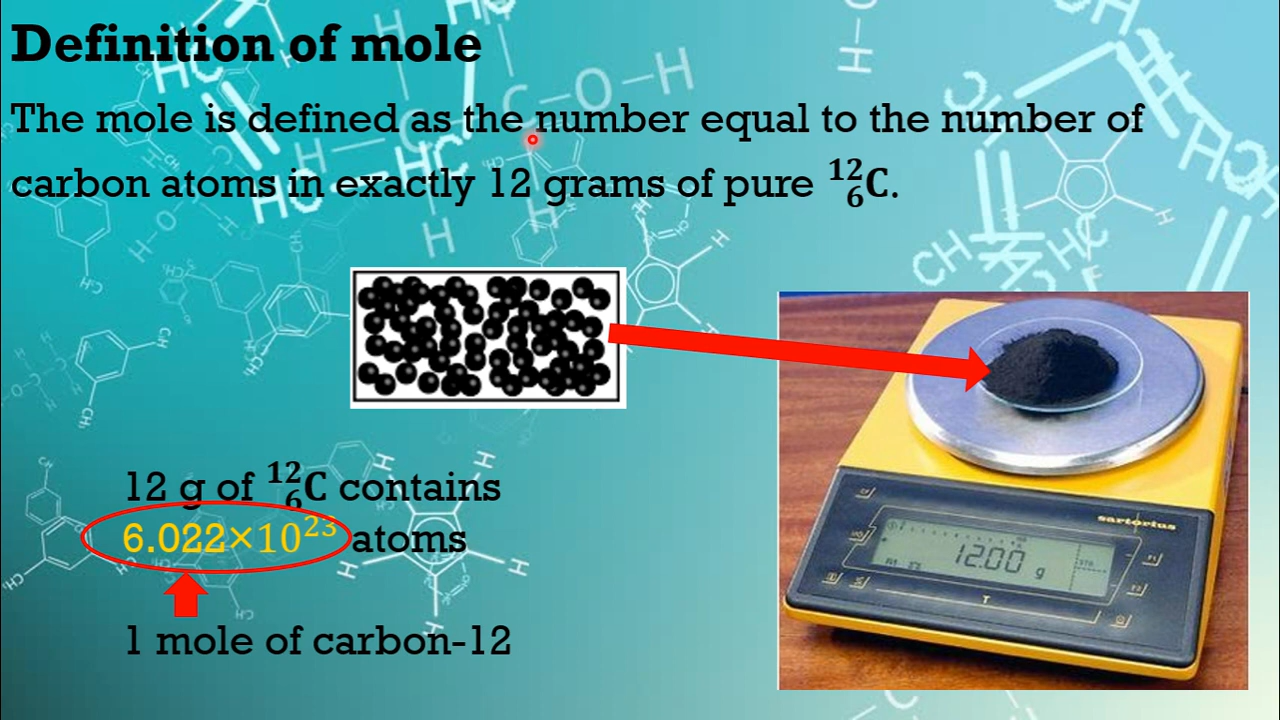 Definition of mole
The mole is defined as the number equal to the number of
carbon atoms in exactly 12 grams of pure ¹²₆C.
12 g of ¹²₆C contains
6.022×10²³ atoms
1 mole of carbon-12
sartorius
12.00 g
T